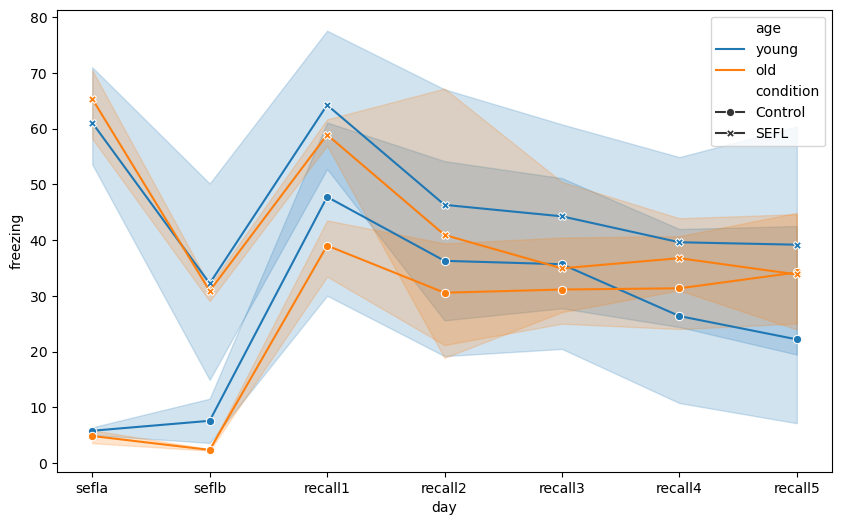 80
70
60
50
40
30
20
10
0
freezing
sefla
seflb
recall1
recall2
recall3
recall4
recall5
day
age
young
old
condition
Control
SEFL